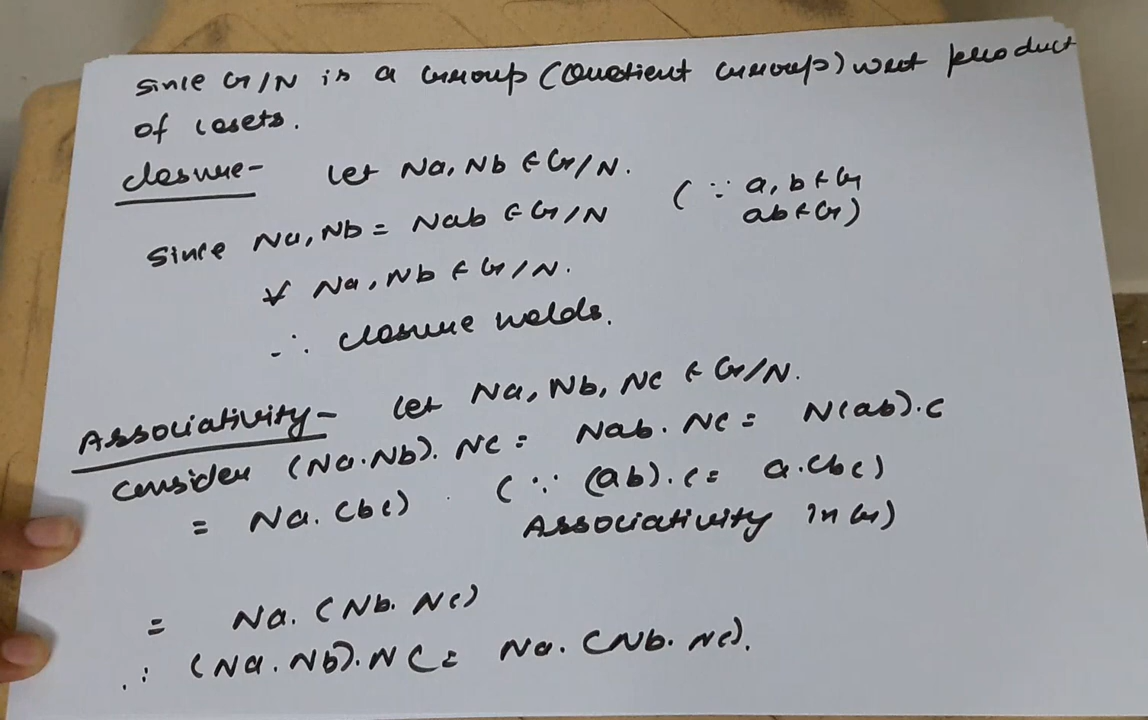 Since G/N is a Group (Quotient Group) wrt product
of cosets.
Closure- Let Na, Nb ∈ G/N.
Since Na, Nb = Nab ∈ G/N (∵ a, b ∈ G
ab ∈ G)
∀ Na, Nb ∈ G/N.
∴ Closure holds.
Associativity- Let Na, Nb, Nc ∈ G/N.
Consider (Na.Nb). Nc = Nab. Nc = N(ab).c
= Na.(bc) (∵ (ab).c = a.(bc)
Associativity in G)
= Na. (Nb. Nc)
∴ (Na. Nb). Nc = Na. (Nb. Nc).